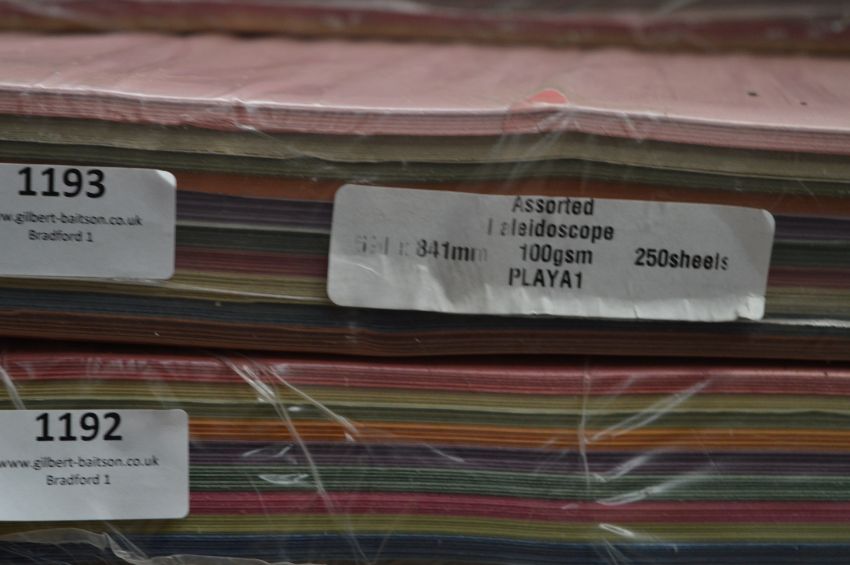 1193
www.gilbert-baitson.co.uk
Bradford 1
Assorted
Kaleidoscope
841mm 100gsm 250sheets
PLAYA1
1192
www.gilbert-baitson.co.uk
Bradford 1